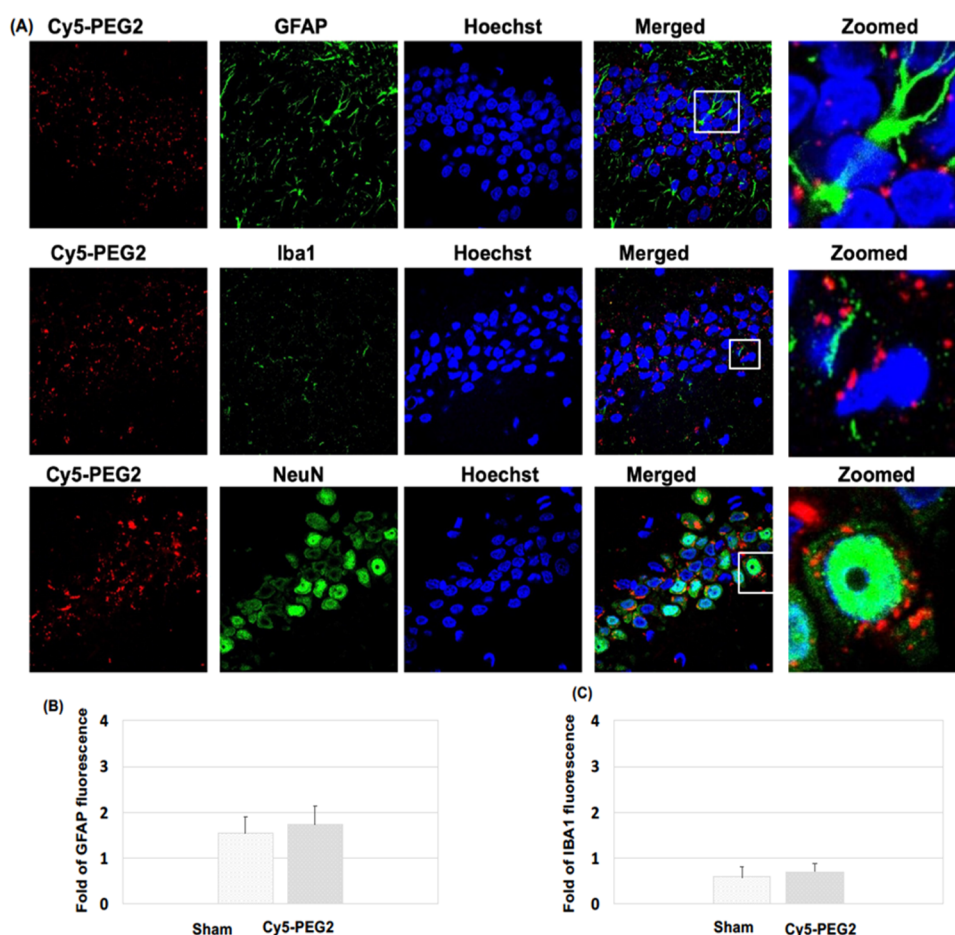 (A) Cy5-PEG2 GFAP Hoechst Merged Zoomed
Cy5-PEG2 Iba1 Hoechst Merged Zoomed
Cy5-PEG2 NeuN Hoechst Merged Zoomed
(B)
Fold of GFAP fluorescence
4
3
2
1
0
Sham Cy5-PEG2
(C)
Fold of IBA1 fluorescence
4
3
2
1
0
Sham Cy5-PEG2